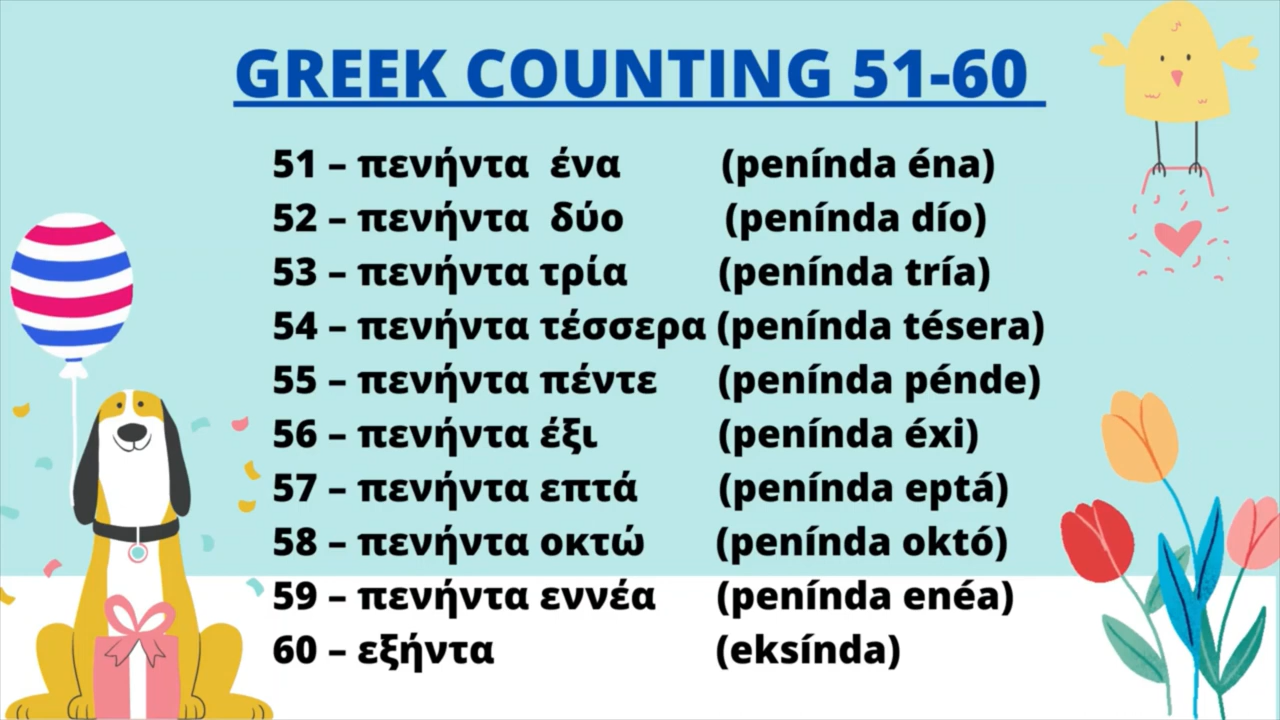 GREEK COUNTING 51-60
51 – πενήντα ένα (penínda éna)
52 – πενήντα δύο (penínda dío)
53 – πενήντα τρία (penínda tría)
54 – πενήντα τέσσερα (penínda tésera)
55 – πενήντα πέντε (penínda pénde)
56 – πενήντα έξι (penínda éxi)
57 – πενήντα επτά (penínda eptá)
58 – πενήντα οκτώ (penínda októ)
59 – πενήντα εννέα (penínda enéa)
60 – εξήντα (eksínda)